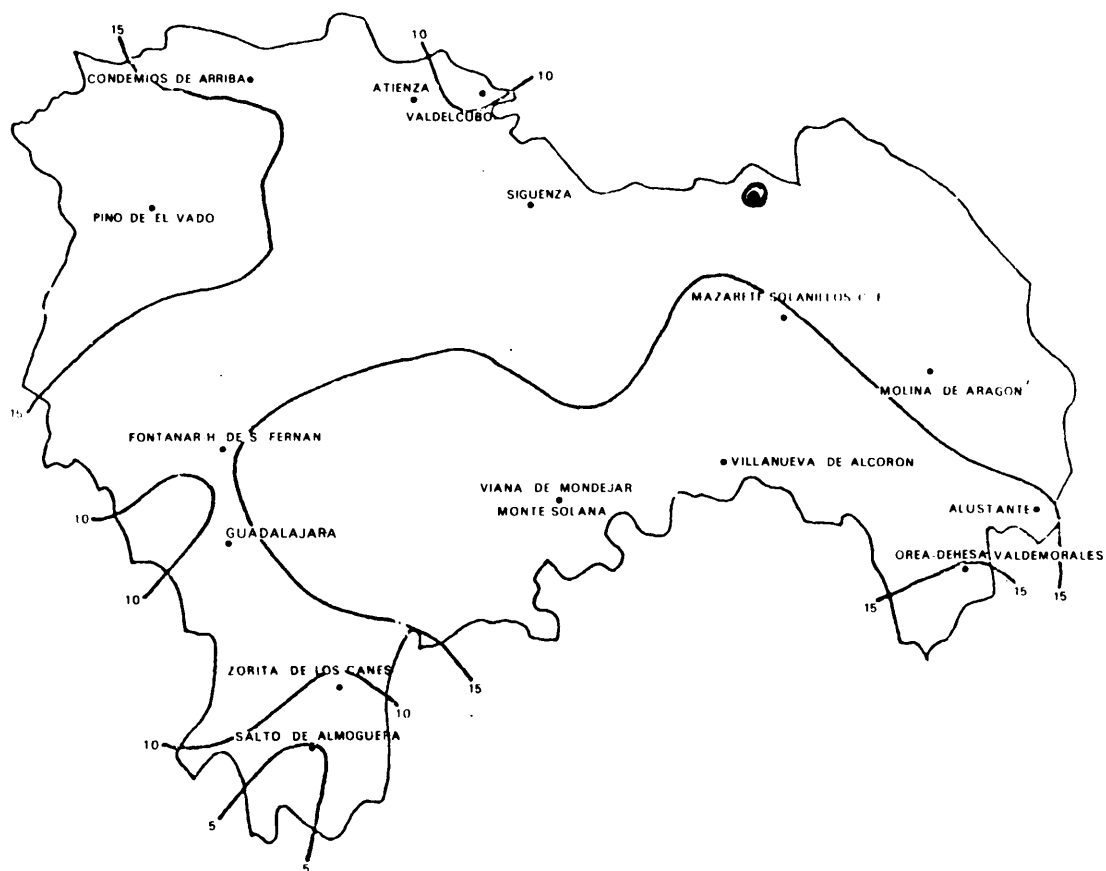 15
10
10
CONDEMIOS DE ARRIBA
ATIENZA
VALDELCUBO
SIGUENZA
PINO DE EL VADO
MAZARETE SOLANILLOS
MOLINA DE ARAGON
15
FONTANAR H. DE S. FERNAN
VILLANUEVA DE ALCORON
VIANA DE MONDEJAR
MONTE SOLANA
10
ALUSTANTE
GUADALAJARA
OREA-DEHESA VALDEMORALES
10
15
15
15
ZORITA DE LOS CANES
15
10
10
SALTO DE ALMOGUERA
5
5